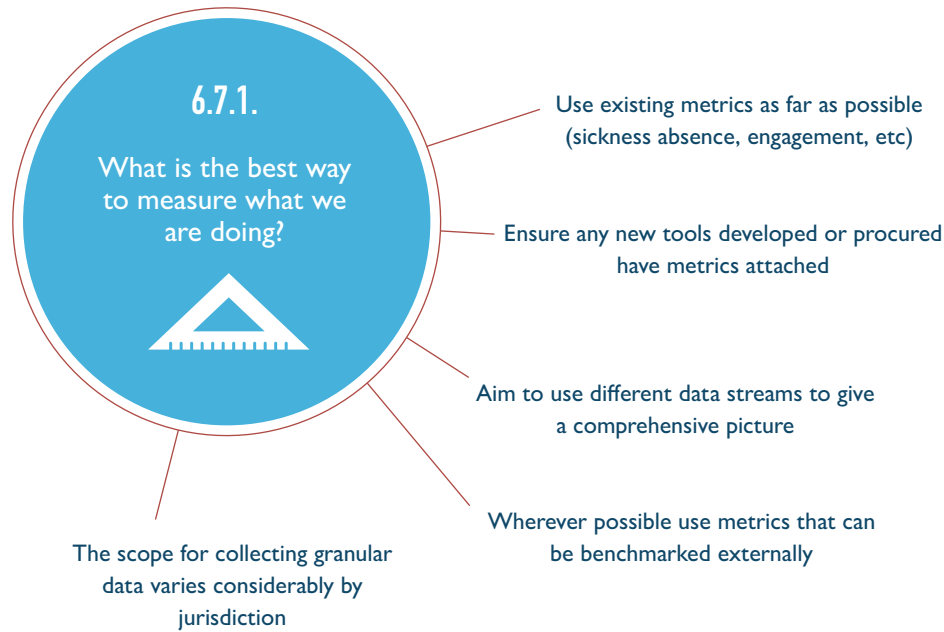 6.7.1.
What is the best way
to measure what we
are doing?
Use existing metrics as far as possible
(sickness absence, engagement, etc)
Ensure any new tools developed or procured
have metrics attached
Aim to use different data streams to give
a comprehensive picture
Wherever possible use metrics that can
be benchmarked externally
The scope for collecting granular
data varies considerably by
jurisdiction